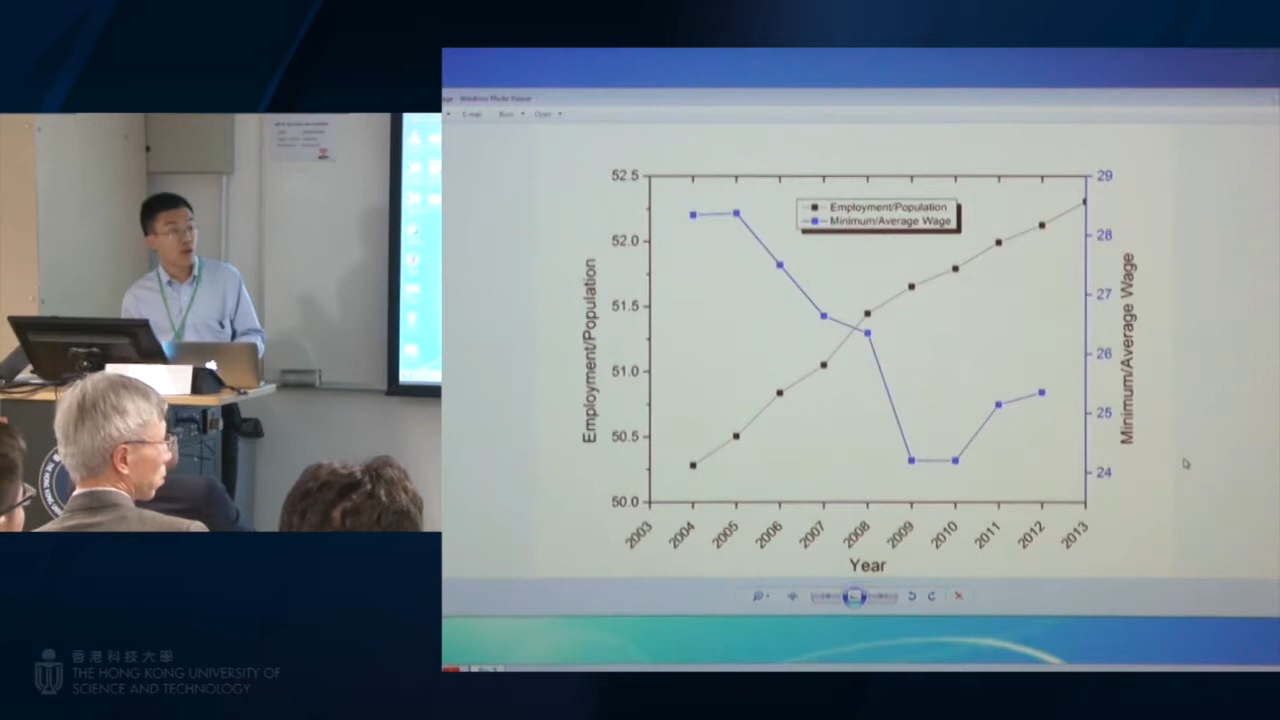 Windows Photo Viewer
E-mail Burn Open
52.5
52.0
51.5
51.0
50.5
50.0
Employment/Population
Employment/Population
Minimum/Average Wage
29
28
27
26
25
24
Minimum/Average Wage
2003 2004 2005 2006 2007 2008 2009 2010 2011 2012 2013
Year
香港科技大學
THE HONG KONG UNIVERSITY OF
SCIENCE AND TECHNOLOGY